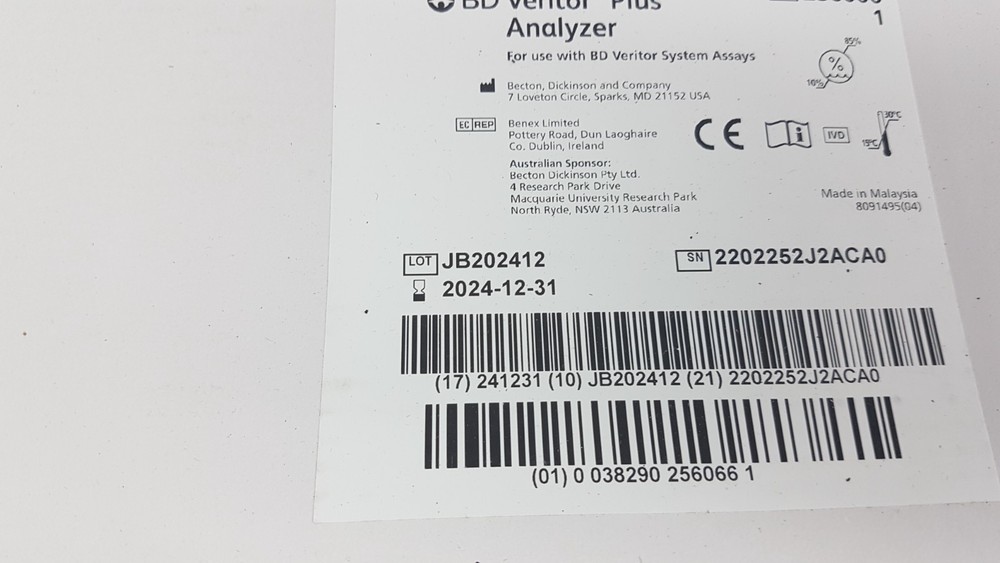 BD Veritor Plus
1
Analyzer
For use with BD Veritor System Assays
85%
%
10%
Becton, Dickinson and Company
7 Loveton Circle, Sparks, MD 21152 USA
EC REP
Benex Limited
Pottery Road, Dun Laoghaire
Co. Dublin, Ireland
CE
i
IVD
30°C
15°C
Australian Sponsor:
Becton Dickinson Pty Ltd.
4 Research Park Drive
Macquarie University Research Park
North Ryde, NSW 2113 Australia
Made in Malaysia
8091495(04)
LOT JB202412
SN 2202252J2ACA0
2024-12-31
(17) 241231 (10) JB202412 (21) 2202252J2ACA0
(01) 0 038290 256066 1